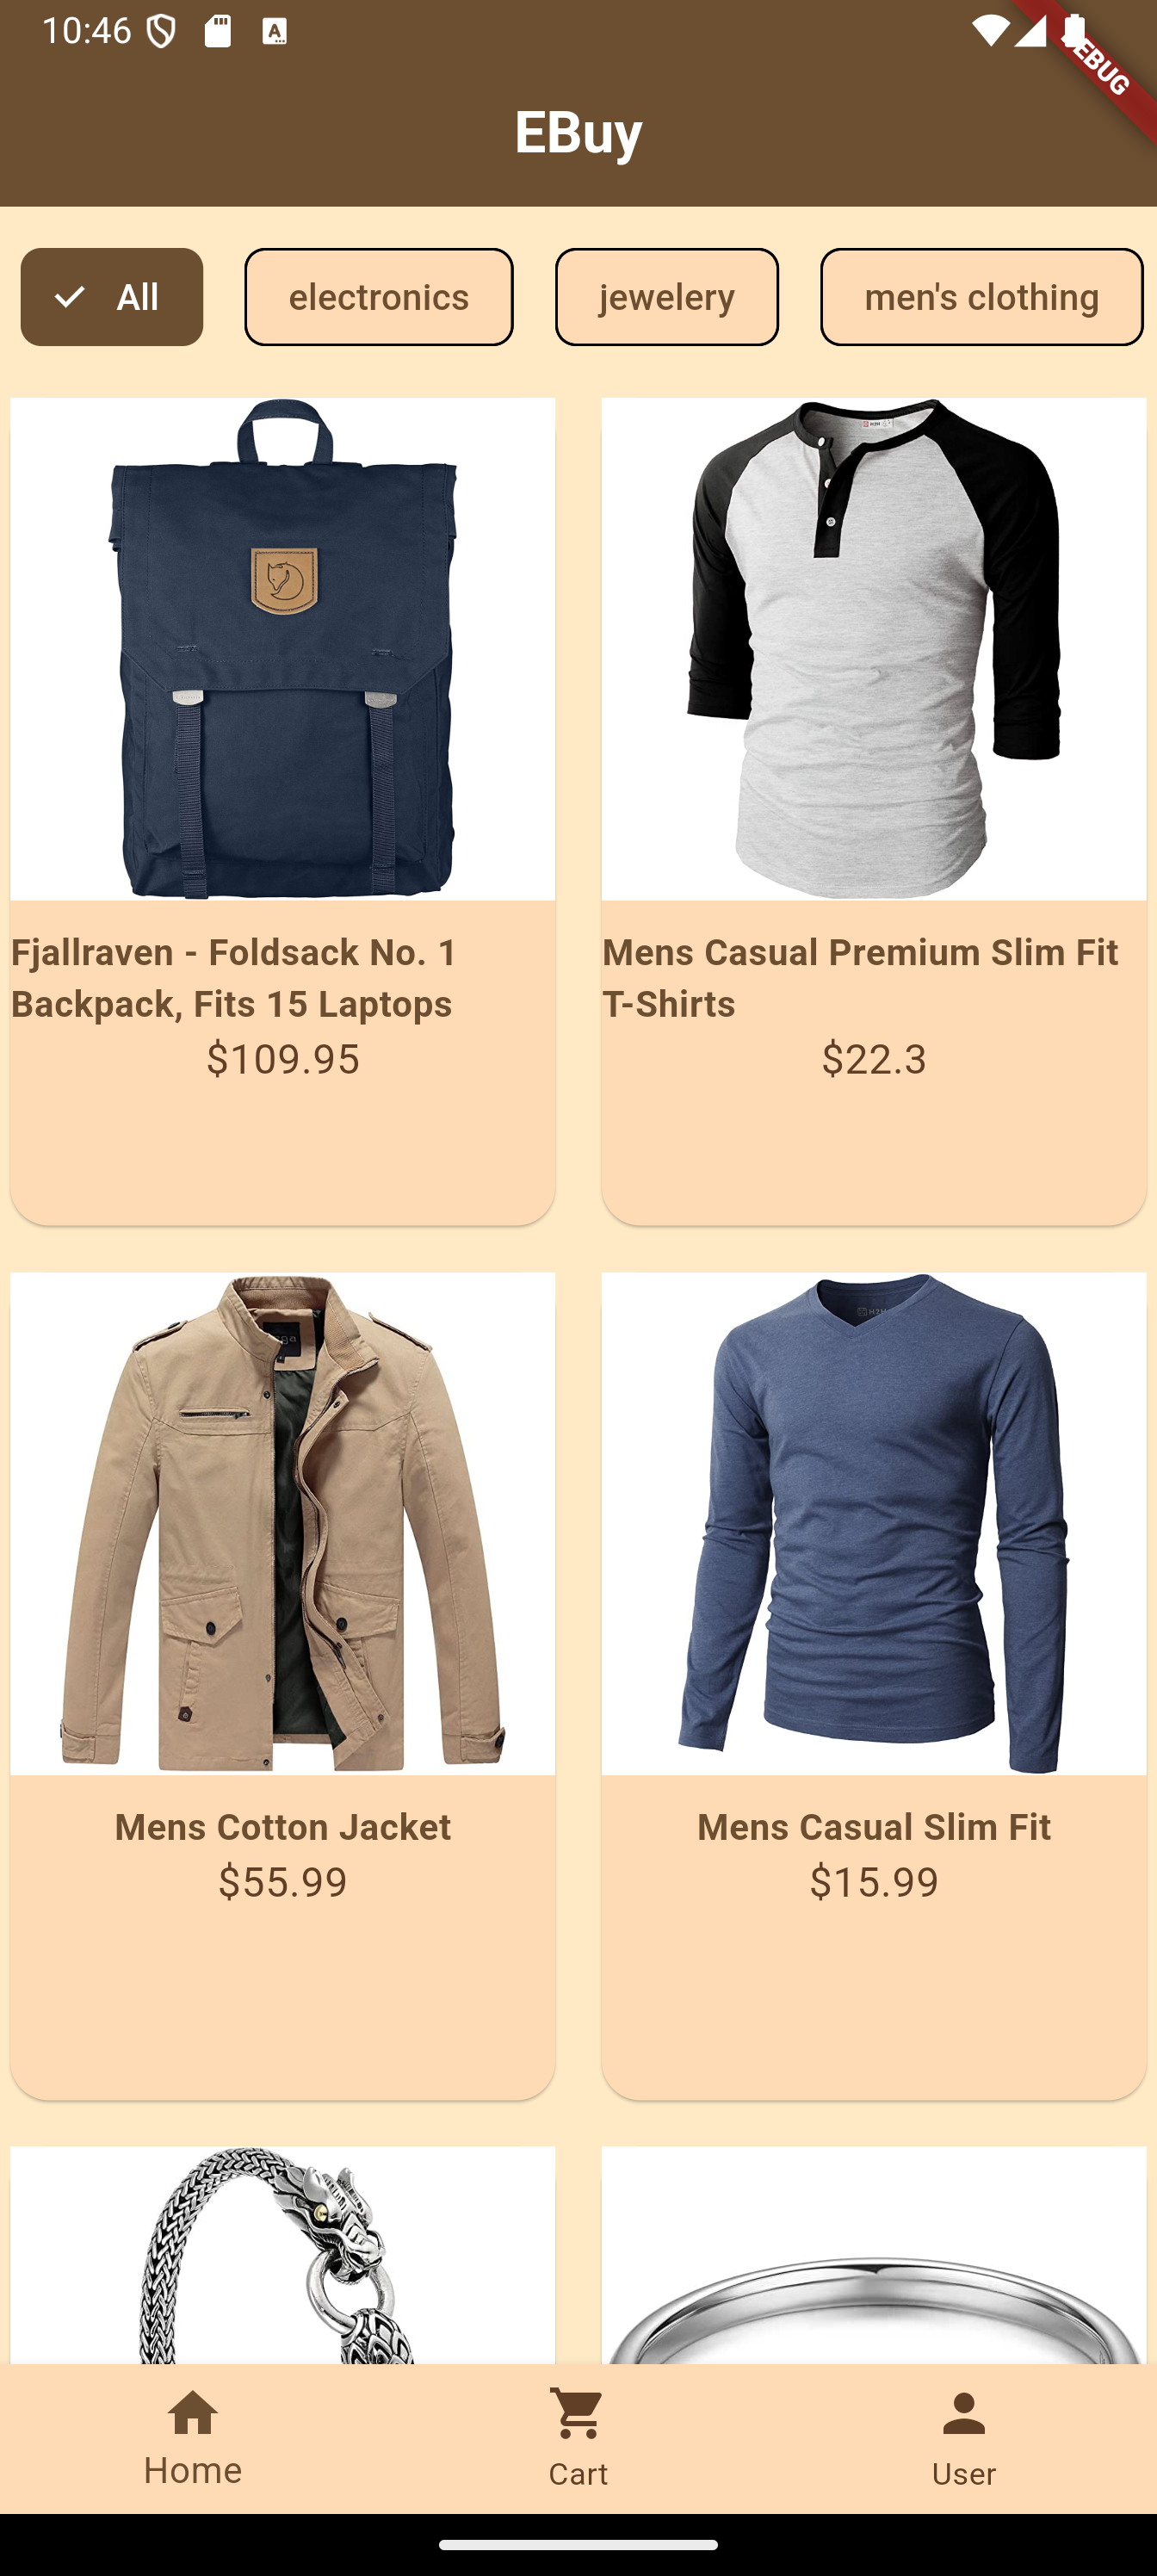 10:46
DEBUG
EBuy
All
electronics
jewelery
men's clothing
Fjallraven - Foldsack No. 1
Backpack, Fits 15 Laptops
$109.95
Mens Casual Premium Slim Fit
T-Shirts
$22.3
Mens Cotton Jacket
$55.99
Mens Casual Slim Fit
$15.99
Home
Cart
User